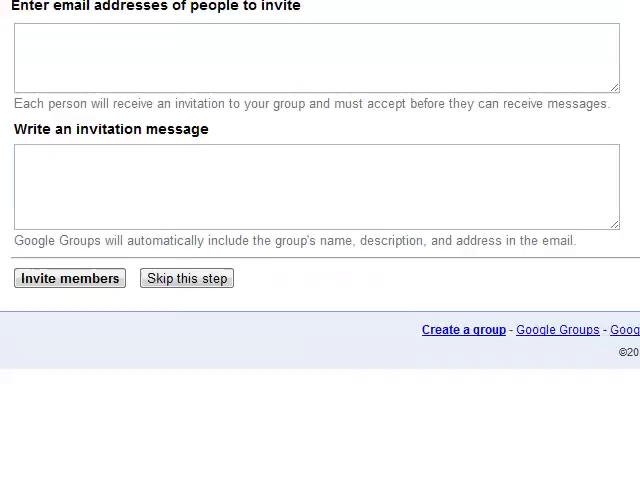 Enter email addresses of people to invite
Each person will receive an invitation to your group and must accept before they can receive messages.
Write an invitation message
Google Groups will automatically include the group's name, description, and address in the email.
Invite members Skip this step
Create a group - Google Groups - Goog
©20